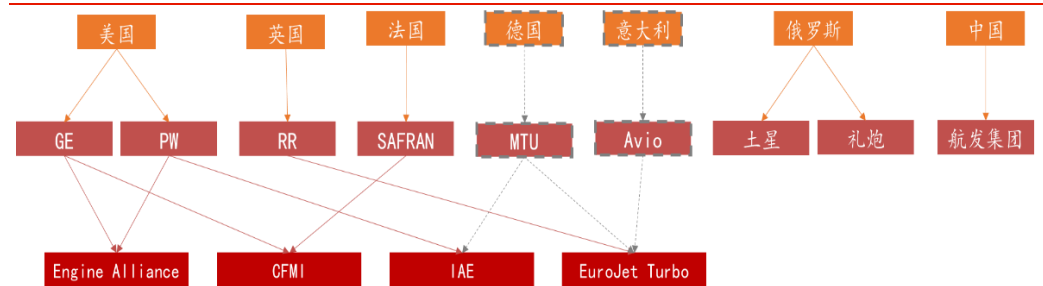 美国
英国
法国
德国
意大利
俄罗斯
中国
GE
PW
RR
SAFRAN
MTU
Avio
土星
礼炮
航发集团
Engine Alliance
CFMI
IAE
EuroJet Turbo